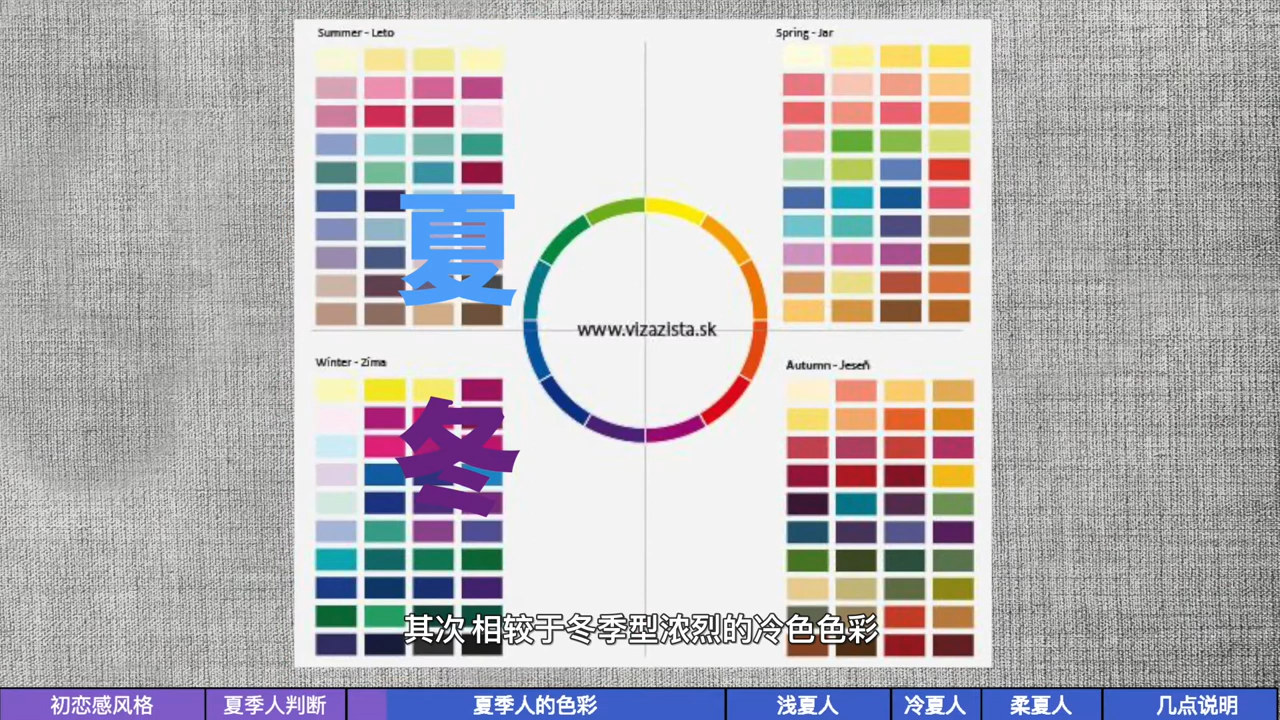 Summer - Leto
Spring - Jar
夏
www.vizazista.sk
Winter - Zima
Autumn - Jeseň
冬
其次 相较于冬季型浓烈的冷色色彩
初恋感风格
夏季人判断
夏季人的色彩
浅夏人
冷夏人
柔夏人
几点说明